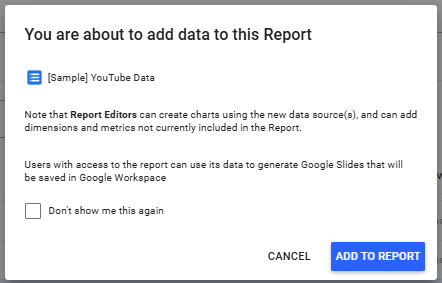 You are about to add data to this Report
[Sample] YouTube Data
Note that Report Editors can create charts using the new data source(s), and can add
dimensions and metrics not currently included in the Report.
Users with access to the report can use its data to generate Google Slides that will
be saved in Google Workspace
Don't show me this again
CANCEL
ADD TO REPORT